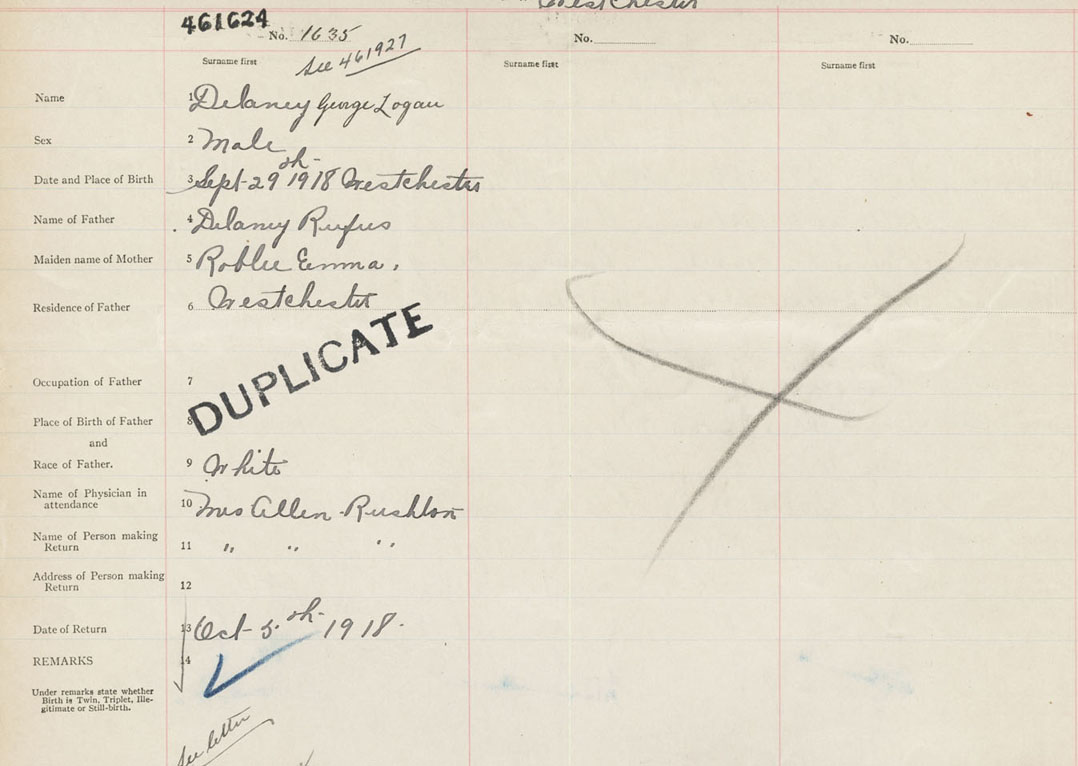 Westchester
461624
No. 1635 No. No.
See 461927
Surname first Surname first Surname first
Name 1 Delaney George Logan
Sex 2 Male
Date and Place of Birth 3 Sept 29th 1918 Westchester
Name of Father 4 Delaney Rufus
Maiden name of Mother 5 Roblee Emma.
Residence of Father 6 Westchester
DUPLICATE
Occupation of Father 7
Place of Birth of Father 8
and
Race of Father. 9 White
Name of Physician in
attendance 10 Mrs Allen Rushton
Name of Person making
Return 11 " " "
Address of Person making
Return 12
Date of Return 13 Oct 5th 1918.
REMARKS 14
Under remarks state whether
Birth is Twin, Triplet, Ille-
gitimate or Still-birth.
See letter